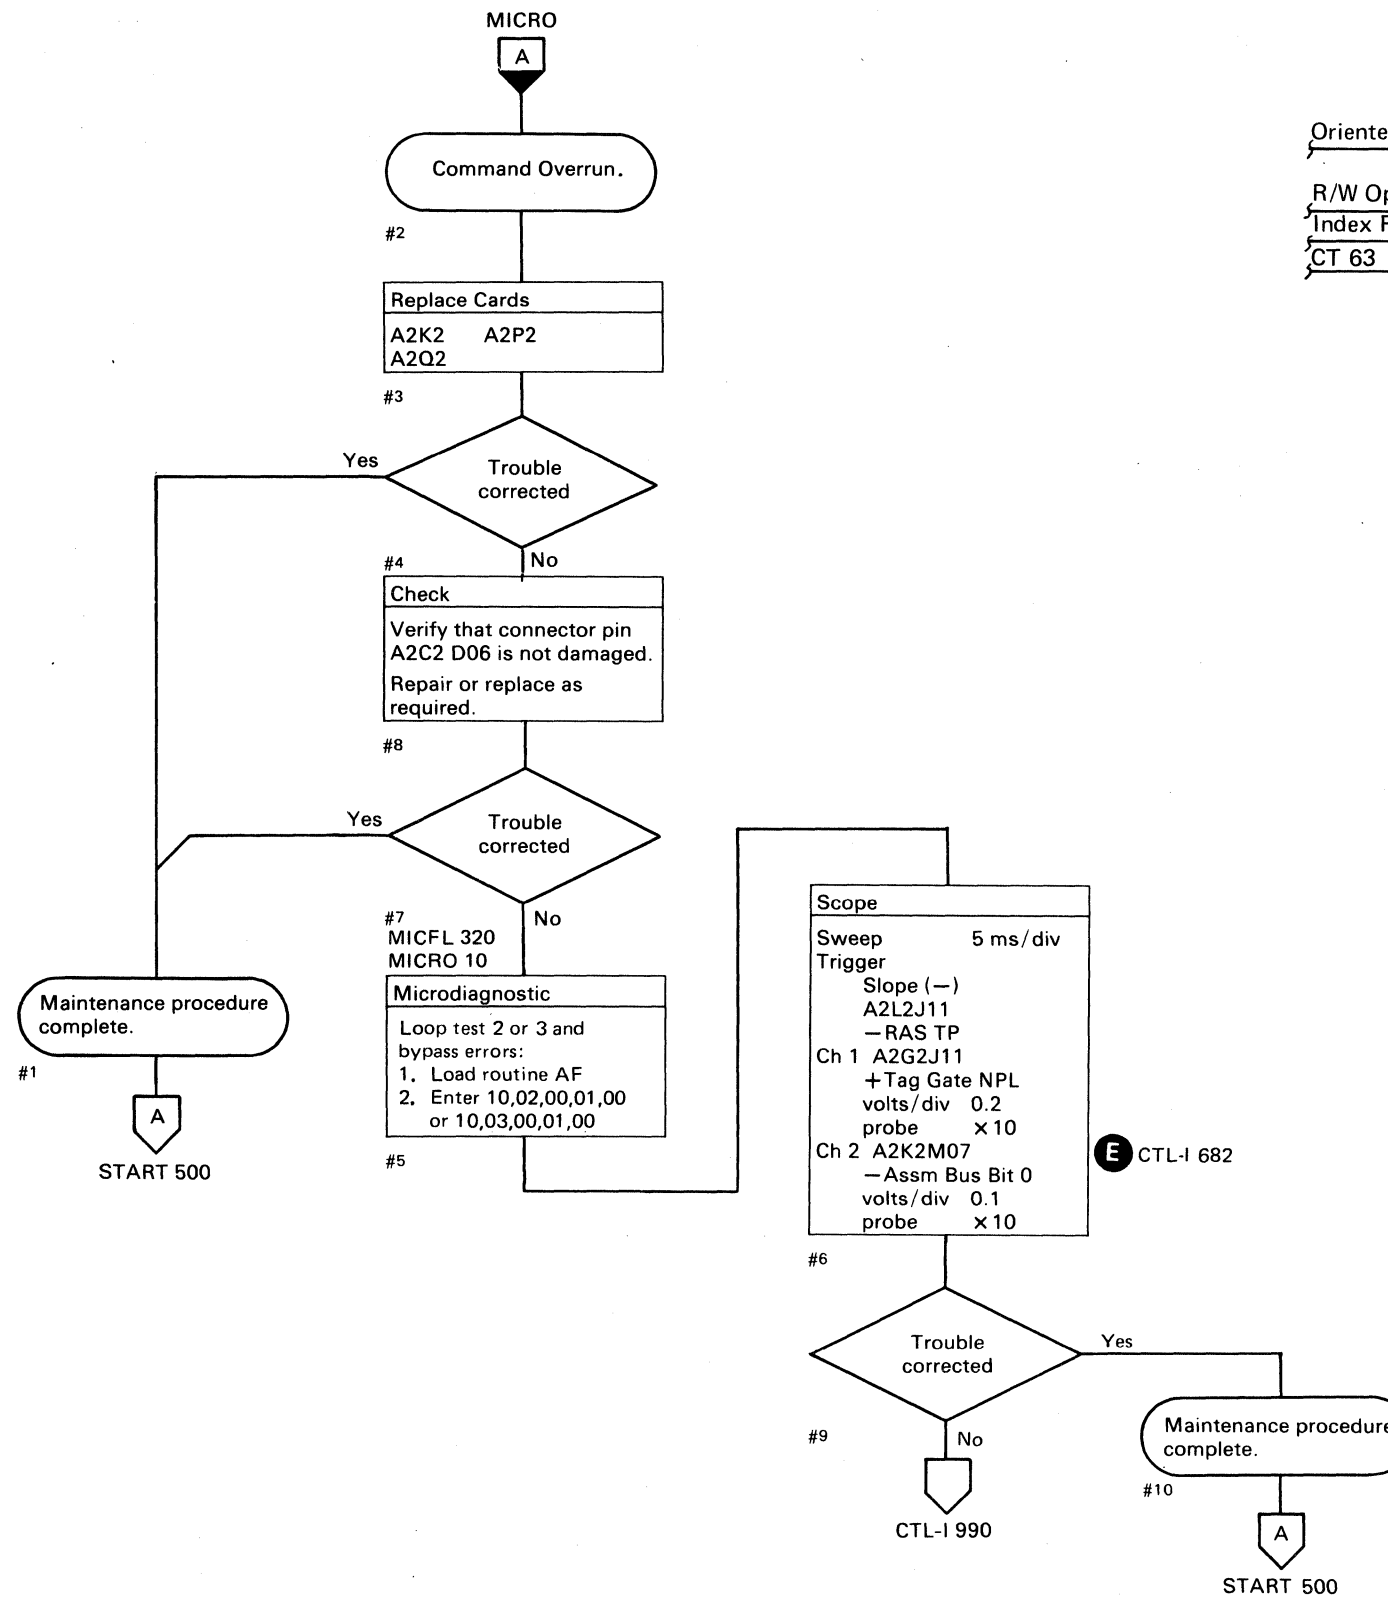 MICRO
A
Command Overrun.
#2
Replace Cards
A2K2 A2P2
A2Q2
#3
Yes
Trouble
corrected
No
#4
Check
Verify that connector pin
A2C2 D06 is not damaged.
Repair or replace as
required.
#8
Yes
Trouble
corrected
No
#7
MICFL 320
MICRO 10
Microdiagnostic
Loop test 2 or 3 and
bypass errors:
1. Load routine AF
2. Enter 10,02,00,01,00
or 10,03,00,01,00
#5
Maintenance procedure
complete.
#1
A
START 500
Scope
Sweep 5 ms/div
Trigger
Slope (—)
A2L2J11
—RAS TP
Ch 1 A2G2J11
+Tag Gate NPL
volts/div 0.2
probe ×10
Ch 2 A2K2M07
—Assm Bus Bit 0
volts/div 0.1
probe ×10
E CTL-I 682
#6
Trouble
corrected
Yes
No
#9
CTL-I 990
Maintenance procedure
complete.
#10
A
START 500
Oriente
R/W Op
Index
CT 63